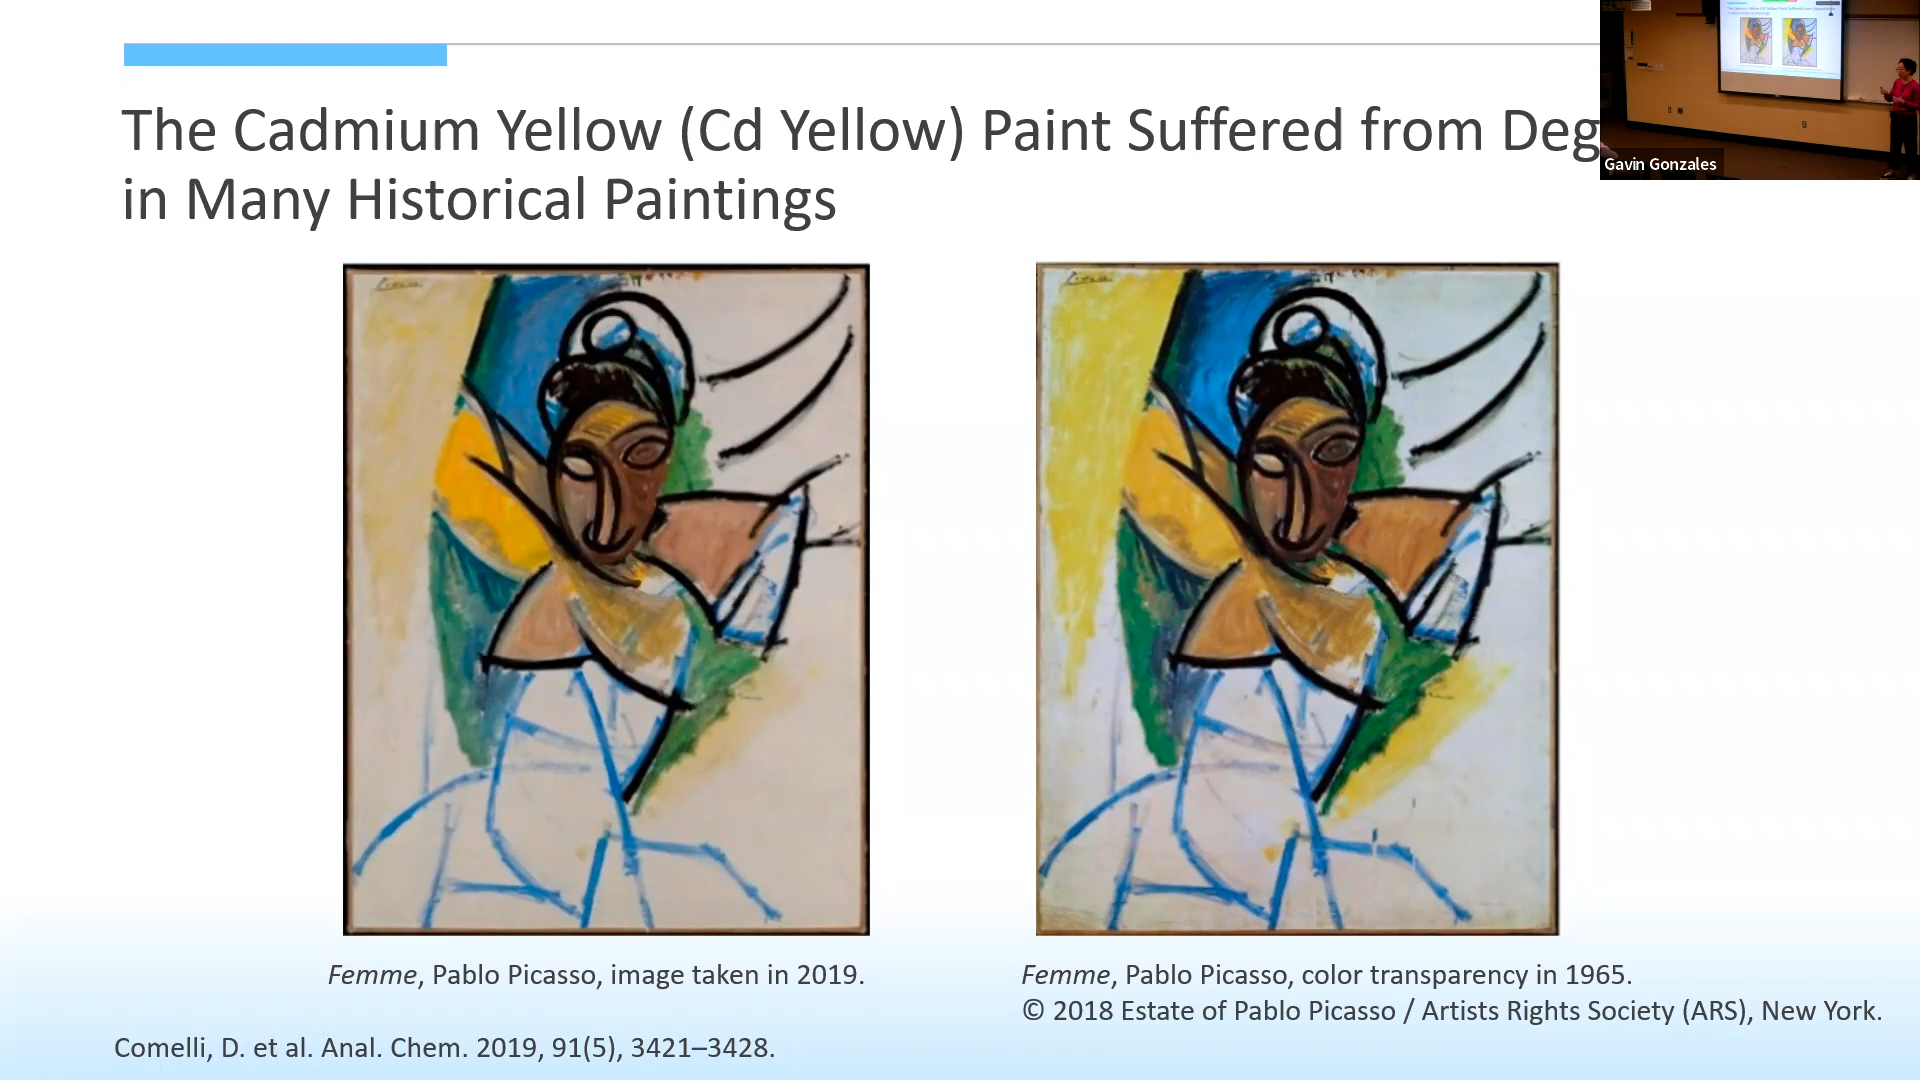 The Cadmium Yellow (Cd Yellow) Paint Suffered from Deg
in Many Historical Paintings
Gavin Gonzales
Picasso
Picasso
Femme, Pablo Picasso, image taken in 2019.
Femme, Pablo Picasso, color transparency in 1965.
© 2018 Estate of Pablo Picasso / Artists Rights Society (ARS), New York.
Comelli, D. et al. Anal. Chem. 2019, 91(5), 3421–3428.